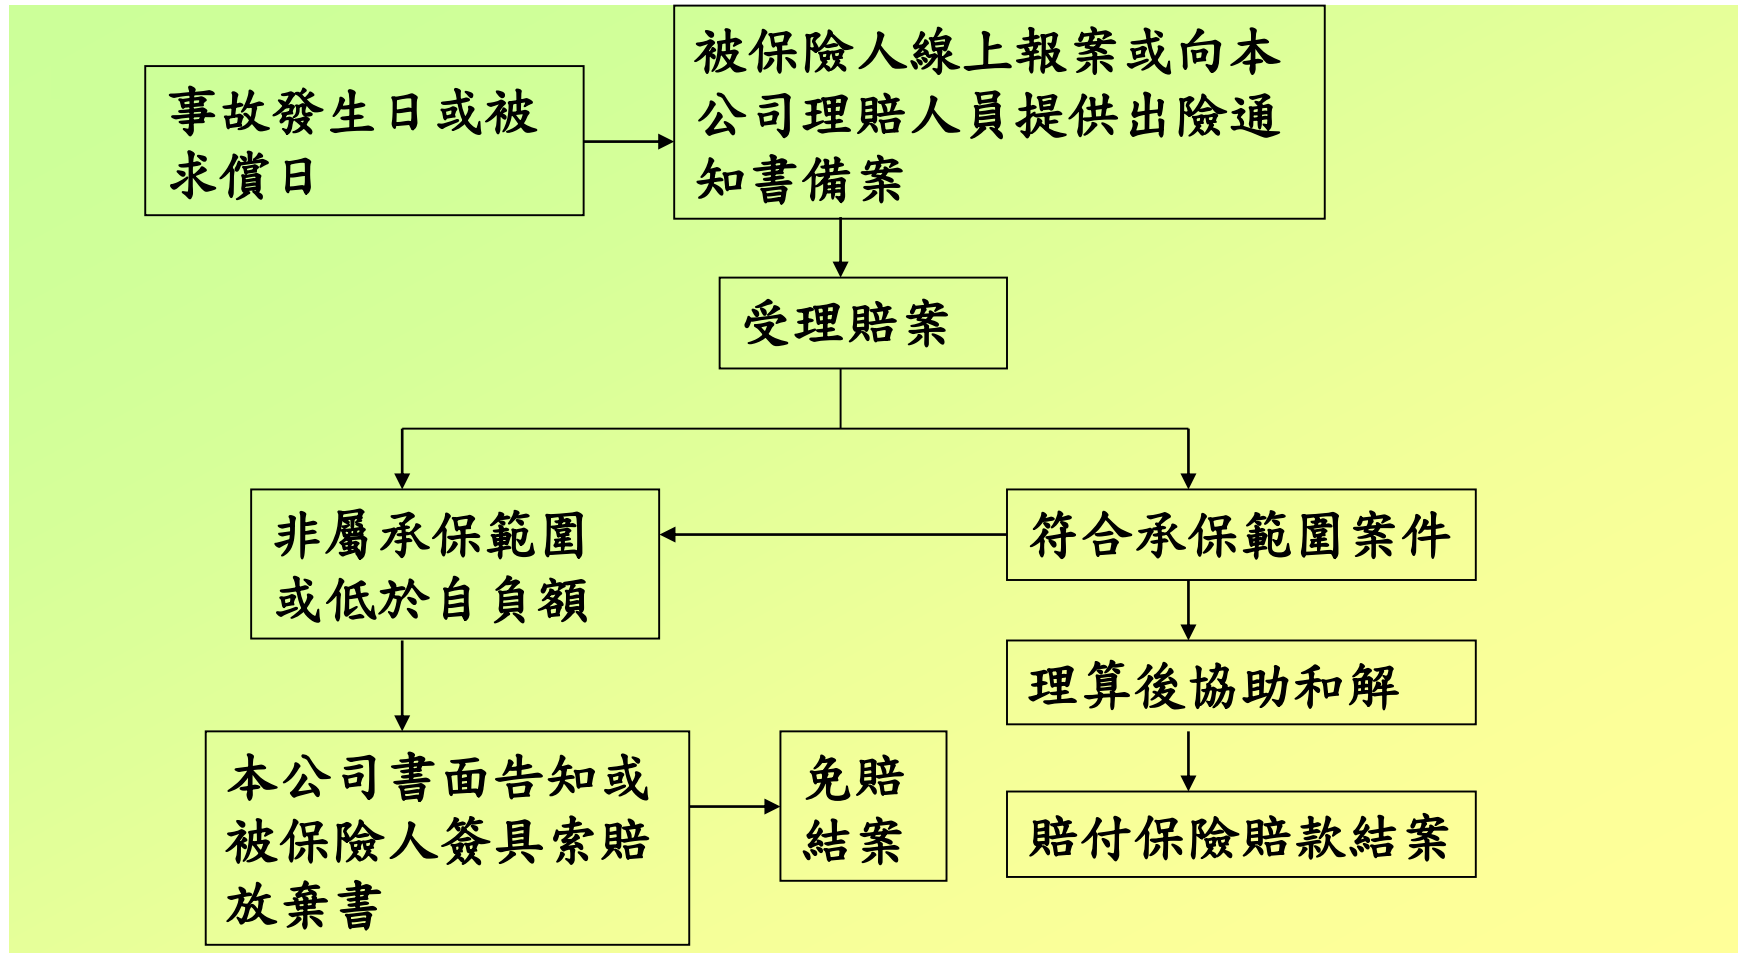 事故發生日或被
求償日
被保險人線上報案或向本
公司理賠人員提供出險通
知書備案
受理賠案
非屬承保範圍
或低於自負額
符合承保範圍案件
理算後協助和解
本公司書面告知或
被保險人簽具索賠
放棄書
免賠
結案
賠付保險賠款結案